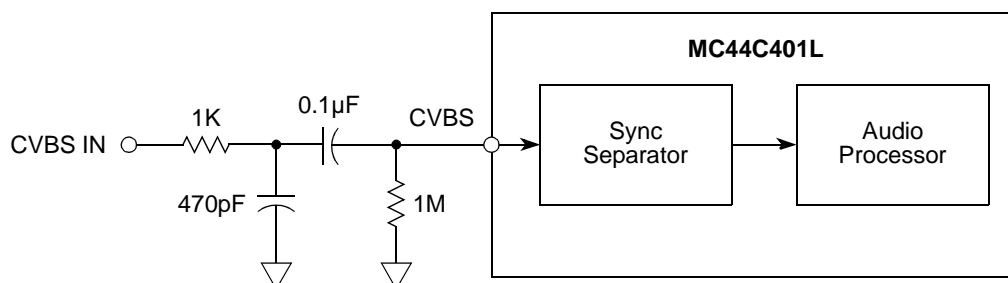 MC44C401L
0.1µF
1K
CVBS
CVBS IN
Sync
Separator
Audio
Processor
470pF
1M